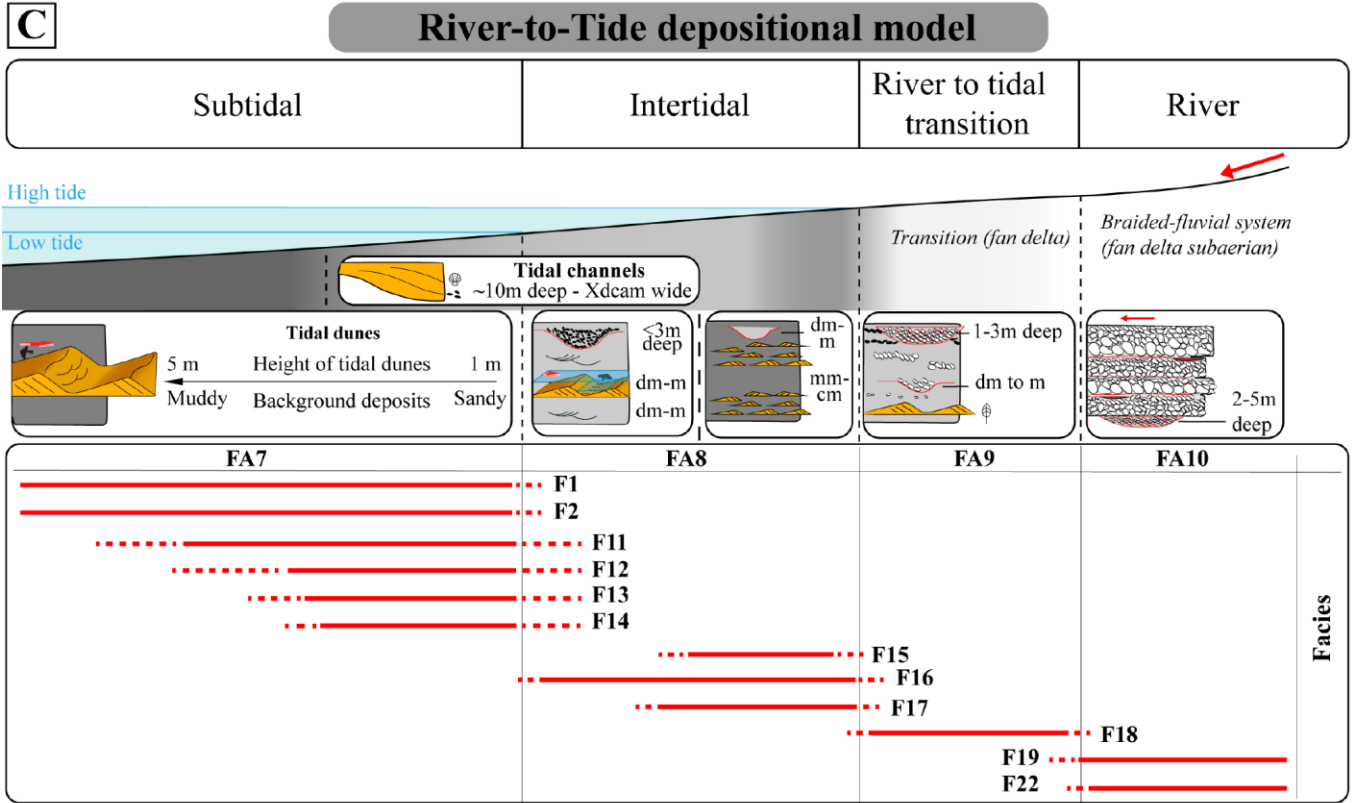 C
River-to-Tide depositional model
Subtidal
Intertidal
River to tidal
transition
River
High tide
Low tide
Transition (fan delta)
Braided-fluvial system
(fan delta subaerian)
Tidal channels
~10m deep - Xdcam wide
Tidal dunes
5 m
Height of tidal dunes
1 m
Muddy
Background deposits
Sandy
<3m
deep
dm-m
dm-m
dm-
m
mm-
cm
1-3m deep
dm to m
2-5m
deep
FA7
FA8
FA9
FA10
F1
F2
F11
F12
F13
F14
F15
F16
F17
F18
F19
F22
Facies